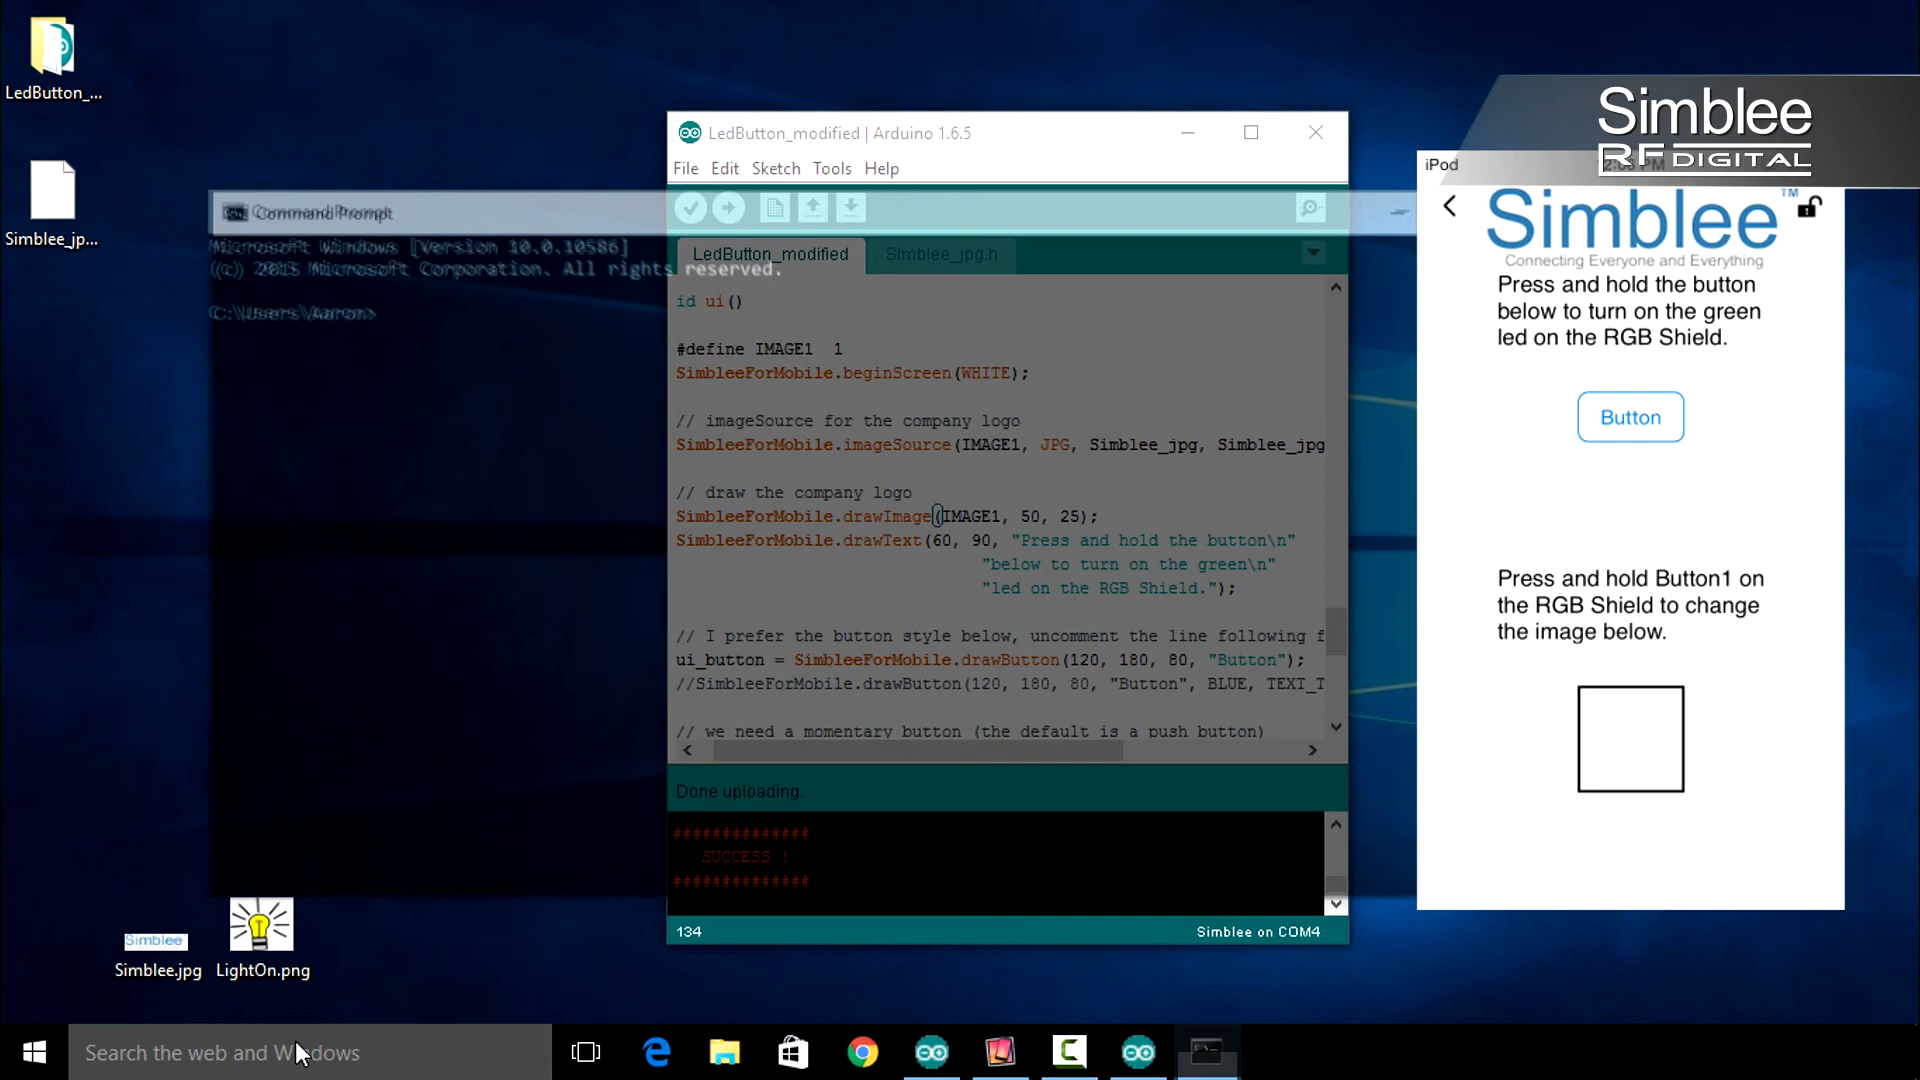 LedButton_...
Simblee_jp...
LedButton_modified | Arduino 1.6.5
File Edit Sketch Tools Help
Command Prompt
Microsoft Windows [Version 10.0.10586]
(c) 2015 Microsoft Corporation. All rights reserved.
C:\Users\Aaron>
LedButton_modified
Simblee_jpg.h
id ui()
#define IMAGE1 1
SimbleeForMobile.beginScreen(WHITE);
// imageSource for the company logo
SimbleeForMobile.imageSource(IMAGE1, JPG, Simblee_jpg, Simblee_jpg
// draw the company logo
SimbleeForMobile.drawImage(IMAGE1, 50, 25);
SimbleeForMobile.drawText(60, 90, "Press and hold the button\n"
"below to turn on the green\n"
"led on the RGB Shield.");
// I prefer the button style below, uncomment the line following f
ui_button = SimbleeForMobile.drawButton(120, 180, 80, "Button");
//SimbleeForMobile.drawButton(120, 180, 80, "Button", BLUE, TEXT_T
// we need a momentary button (the default is a push button)
Done uploading.
##############
SUCCESS !
##############
134
Simblee on COM4
Simblee
RF DIGITAL
iPod
Simblee™
Connecting Everyone and Everything
Press and hold the button
below to turn on the green
led on the RGB Shield.
Button
Press and hold Button1 on
the RGB Shield to change
the image below.
Simblee
Simblee.jpg
LightOn.png
Search the web and Windows